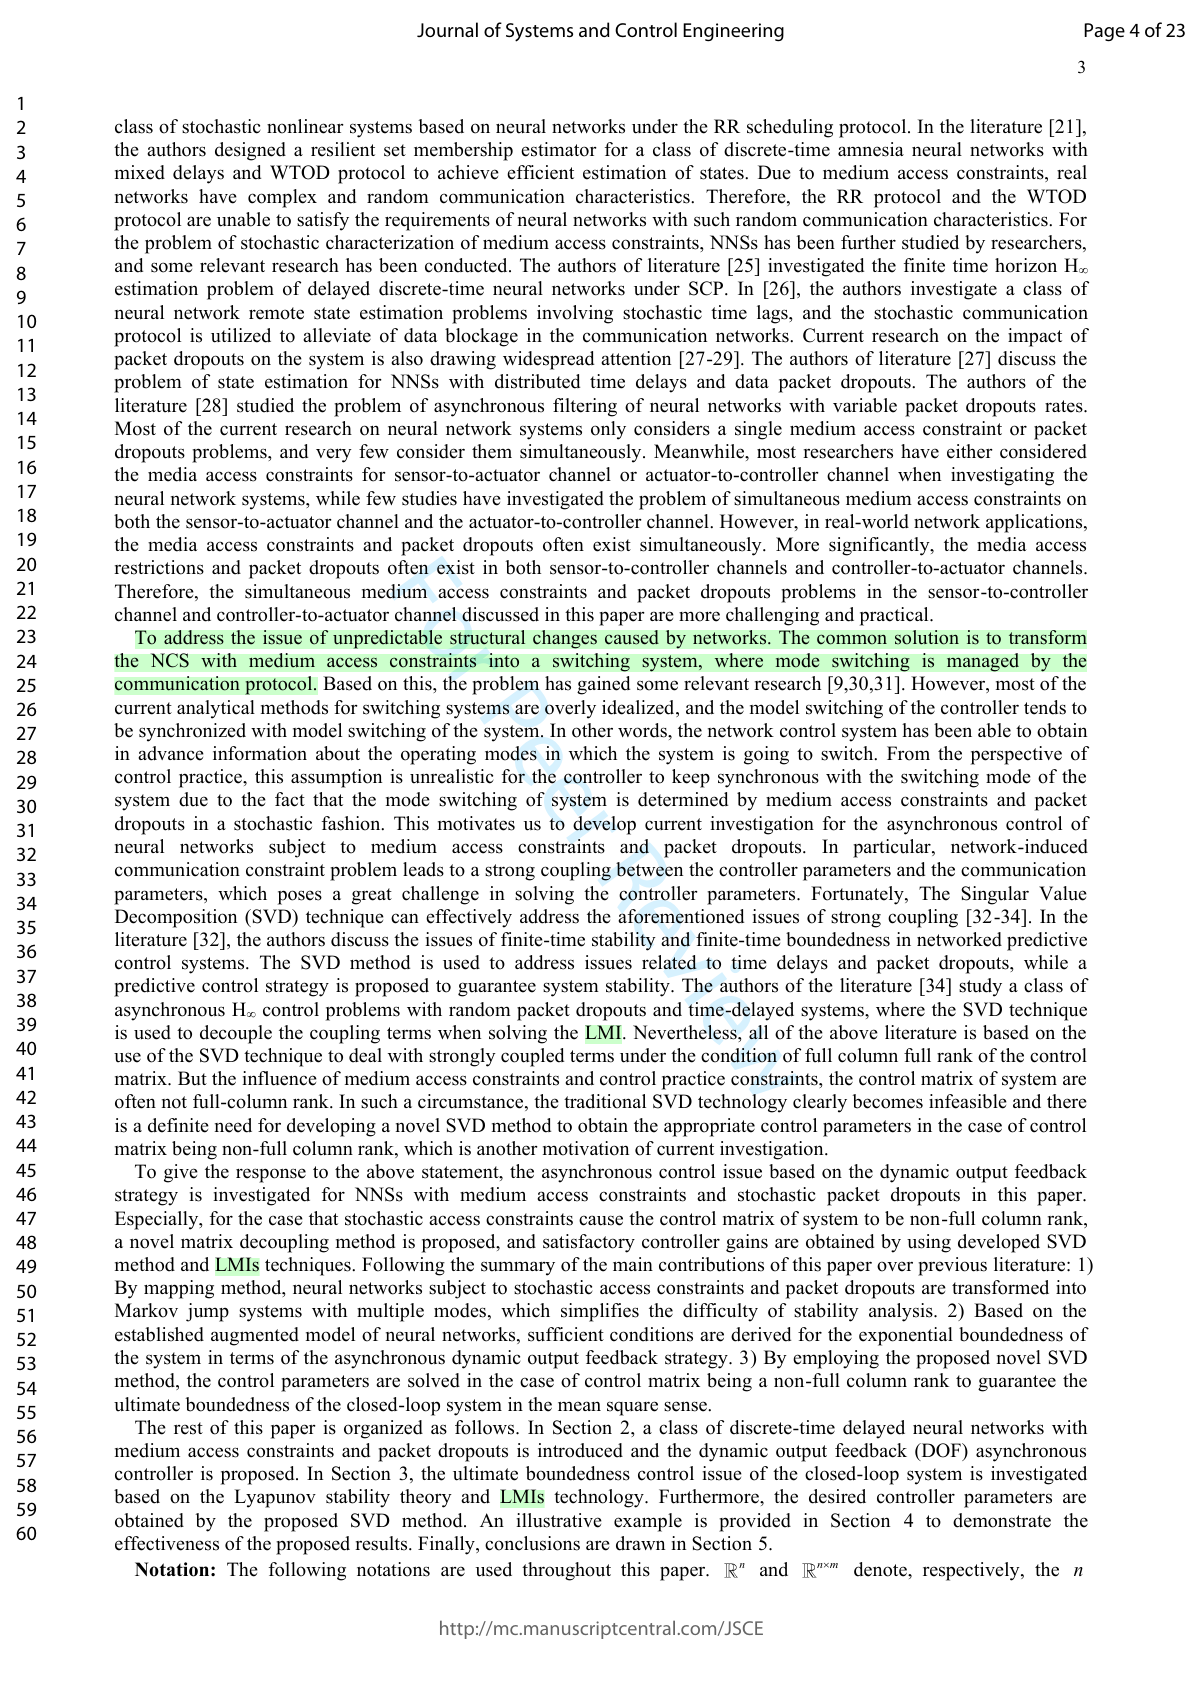 Journal of Systems and Control Engineering
Page 4 of 23
3
1
2
3
4
5
6
7
8
9
10
11
12
13
14
15
16
17
18
19
20
21
22
23
24
25
26
27
28
29
30
31
32
33
34
35
36
37
38
39
40
41
42
43
44
45
46
47
48
49
50
51
52
53
54
55
56
57
58
59
60
class of stochastic nonlinear systems based on neural networks under the RR scheduling protocol. In the literature [21],
the authors designed a resilient set membership estimator for a class of discrete-time amnesia neural networks with
mixed delays and WTOD protocol to achieve efficient estimation of states. Due to medium access constraints, real
networks have complex and random communication characteristics. Therefore, the RR protocol and the WTOD
protocol are unable to satisfy the requirements of neural networks with such random communication characteristics. For
the problem of stochastic characterization of medium access constraints, NNSs has been further studied by researchers,
and some relevant research has been conducted. The authors of literature [25] investigated the finite time horizon H∞
estimation problem of delayed discrete-time neural networks under SCP. In [26], the authors investigate a class of
neural network remote state estimation problems involving stochastic time lags, and the stochastic communication
protocol is utilized to alleviate of data blockage in the communication networks. Current research on the impact of
packet dropouts on the system is also drawing widespread attention [27-29]. The authors of literature [27] discuss the
problem of state estimation for NNSs with distributed time delays and data packet dropouts. The authors of the
literature [28] studied the problem of asynchronous filtering of neural networks with variable packet dropouts rates.
Most of the current research on neural network systems only considers a single medium access constraint or packet
dropouts problems, and very few consider them simultaneously. Meanwhile, most researchers have either considered
the media access constraints for sensor-to-actuator channel or actuator-to-controller channel when investigating the
neural network systems, while few studies have investigated the problem of simultaneous medium access constraints on
both the sensor-to-actuator channel and the actuator-to-controller channel. However, in real-world network applications,
the media access constraints and packet dropouts often exist simultaneously. More significantly, the media access
restrictions and packet dropouts often exist in both sensor-to-controller channels and controller-to-actuator channels.
Therefore, the simultaneous medium access constraints and packet dropouts problems in the sensor-to-controller
channel and controller-to-actuator channel discussed in this paper are more challenging and practical.
To address the issue of unpredictable structural changes caused by networks. The common solution is to transform
the NCS with medium access constraints into a switching system, where mode switching is managed by the
communication protocol. Based on this, the problem has gained some relevant research [9,30,31]. However, most of the
current analytical methods for switching systems are overly idealized, and the model switching of the controller tends to
be synchronized with model switching of the system. In other words, the network control system has been able to obtain
in advance information about the operating modes in which the system is going to switch. From the perspective of
control practice, this assumption is unrealistic for the controller to keep synchronous with the switching mode of the
system due to the fact that the mode switching of system is determined by medium access constraints and packet
dropouts in a stochastic fashion. This motivates us to develop current investigation for the asynchronous control of
neural networks subject to medium access constraints and packet dropouts. In particular, network-induced
communication constraint problem leads to a strong coupling between the controller parameters and the communication
parameters, which poses a great challenge in solving the controller parameters. Fortunately, The Singular Value
Decomposition (SVD) technique can effectively address the aforementioned issues of strong coupling [32-34]. In the
literature [32], the authors discuss the issues of finite-time stability and finite-time boundedness in networked predictive
control systems. The SVD method is used to address issues related to time delays and packet dropouts, while a
predictive control strategy is proposed to guarantee system stability. The authors of the literature [34] study a class of
asynchronous H∞ control problems with random packet dropouts and time-delayed systems, where the SVD technique
is used to decouple the coupling terms when solving the LMI. Nevertheless, all of the above literature is based on the
use of the SVD technique to deal with strongly coupled terms under the condition of full column full rank of the control
matrix. But the influence of medium access constraints and control practice constraints, the control matrix of system are
often not full-column rank. In such a circumstance, the traditional SVD technology clearly becomes infeasible and there
is a definite need for developing a novel SVD method to obtain the appropriate control parameters in the case of control
matrix being non-full column rank, which is another motivation of current investigation.
To give the response to the above statement, the asynchronous control issue based on the dynamic output feedback
strategy is investigated for NNSs with medium access constraints and stochastic packet dropouts in this paper.
Especially, for the case that stochastic access constraints cause the control matrix of system to be non-full column rank,
a novel matrix decoupling method is proposed, and satisfactory controller gains are obtained by using developed SVD
method and LMIs techniques. Following the summary of the main contributions of this paper over previous literature: 1)
By mapping method, neural networks subject to stochastic access constraints and packet dropouts are transformed into
Markov jump systems with multiple modes, which simplifies the difficulty of stability analysis. 2) Based on the
established augmented model of neural networks, sufficient conditions are derived for the exponential boundedness of
the system in terms of the asynchronous dynamic output feedback strategy. 3) By employing the proposed novel SVD
method, the control parameters are solved in the case of control matrix being a non-full column rank to guarantee the
ultimate boundedness of the closed-loop system in the mean square sense.
The rest of this paper is organized as follows. In Section 2, a class of discrete-time delayed neural networks with
medium access constraints and packet dropouts is introduced and the dynamic output feedback (DOF) asynchronous
controller is proposed. In Section 3, the ultimate boundedness control issue of the closed-loop system is investigated
based on the Lyapunov stability theory and LMIs technology. Furthermore, the desired controller parameters are
obtained by the proposed SVD method. An illustrative example is provided in Section 4 to demonstrate the
effectiveness of the proposed results. Finally, conclusions are drawn in Section 5.
Notation: The following notations are used throughout this paper. ℝⁿ and ℝⁿ˟ᵐ denote, respectively, the n
For Peer Review
http://mc.manuscriptcentral.com/JSCE